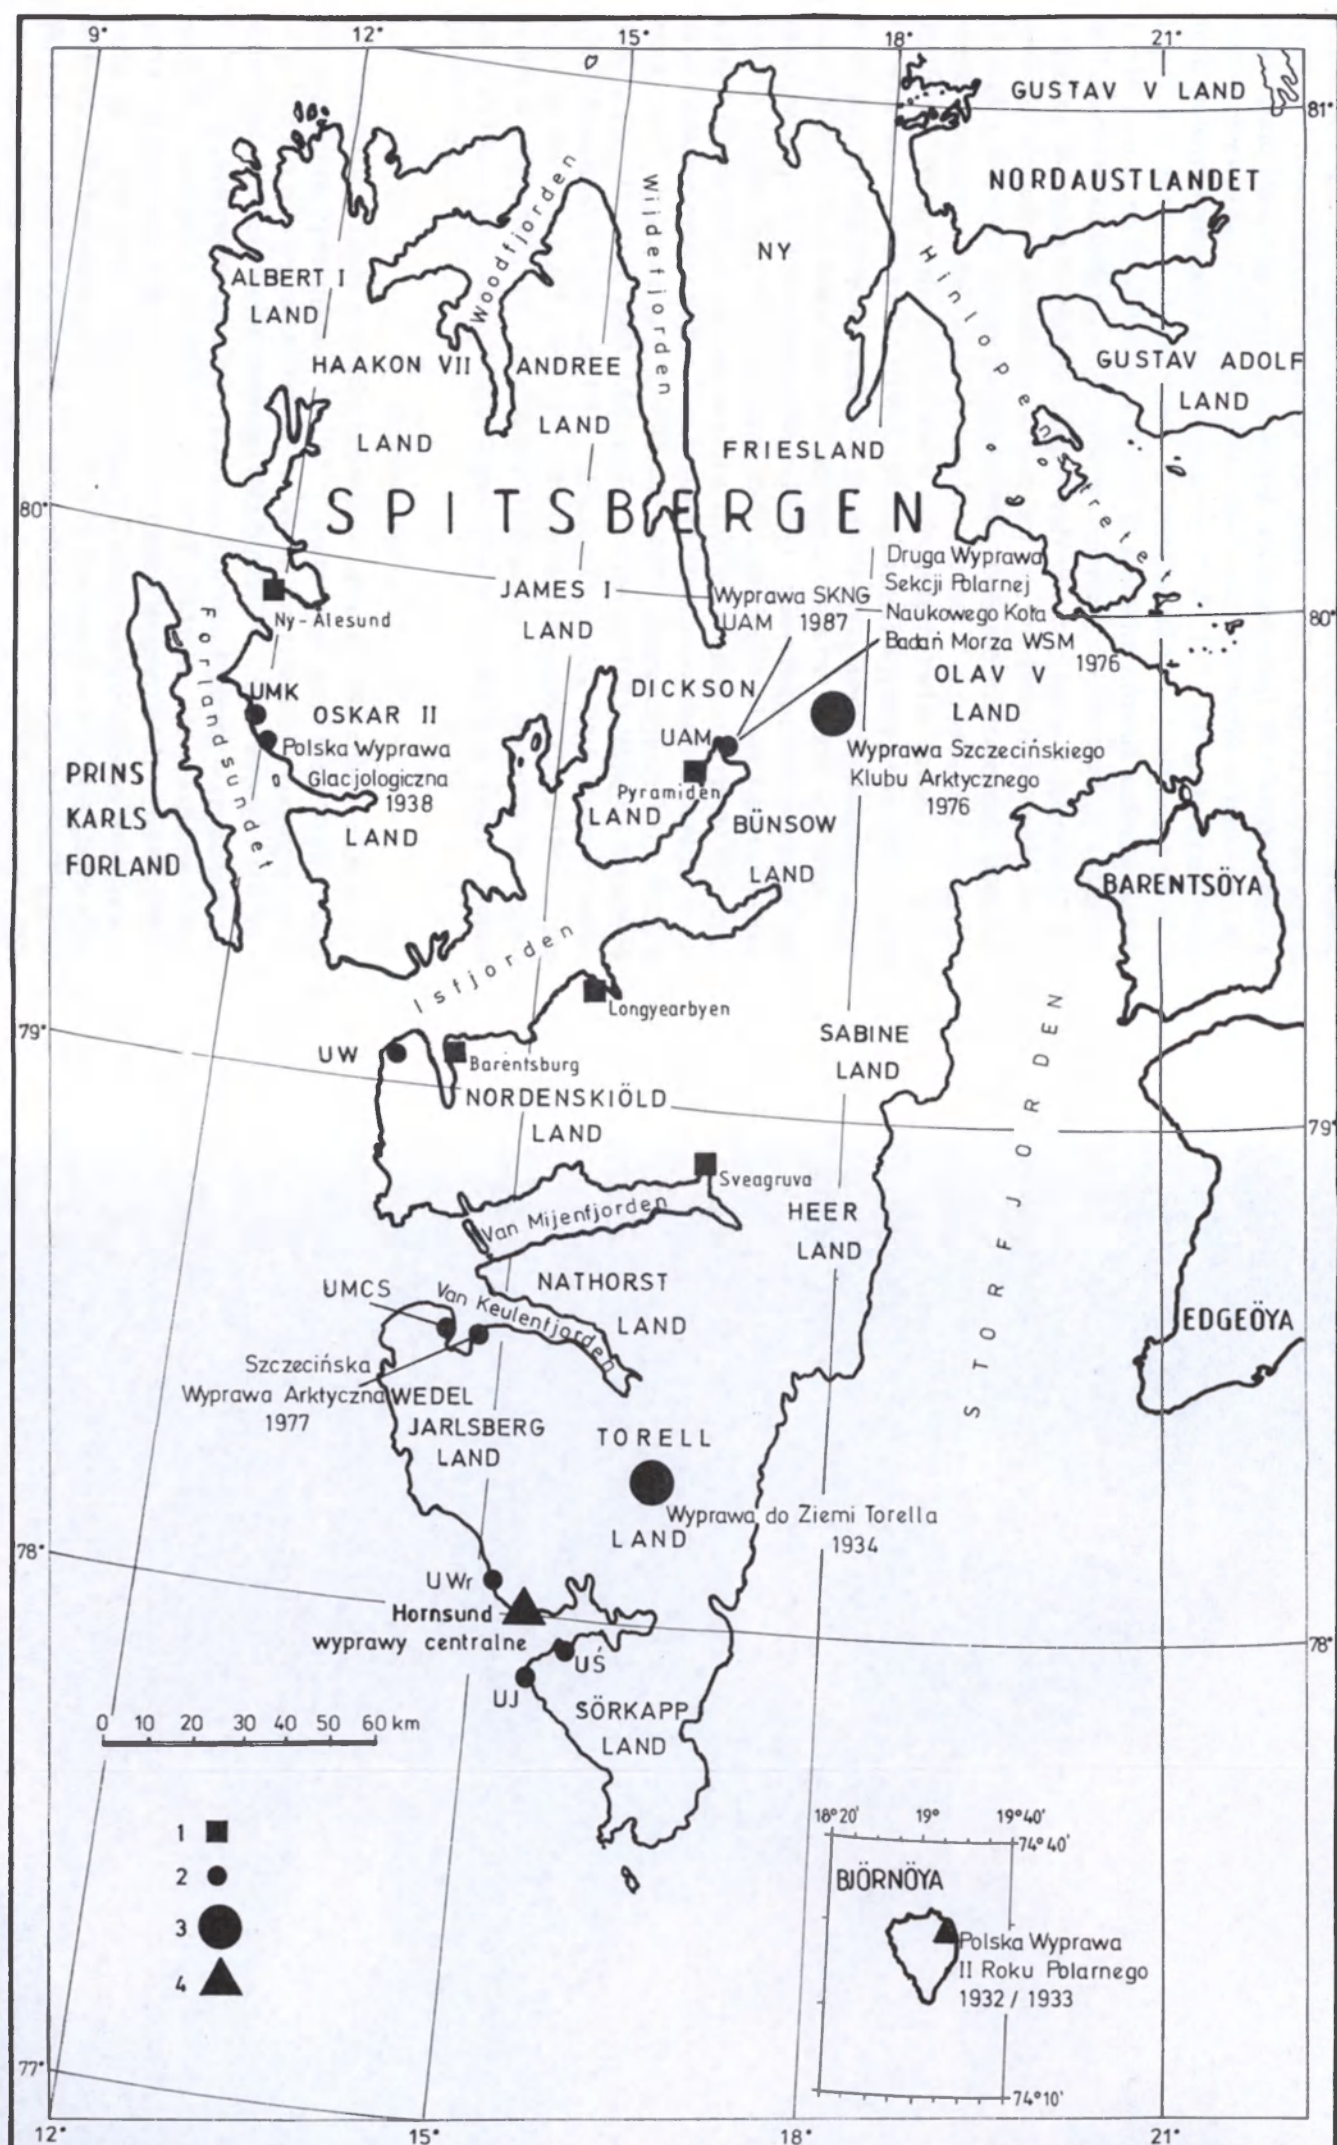 9° 12° 15° 18° 21°
GUSTAV V LAND
81°
NORDAUSTLANDET
Woodfjorden
Wijdefjorden
NY
FRIESLAND
Hinlopenstretet
ALBERT I
LAND
HAAKON VII
LAND
ANDREE
LAND
GUSTAV ADOLF
LAND
80°
SPITSBERGEN
JAMES I
LAND
Wyprawa SKNG
UAM 1987
Druga Wyprawa
Sekcji Polarnej
Naukowego Koła
Badań Morza WSM
1976
80°
Ny-Ålesund
Forlandsundet
UMK
OSKAR II
LAND
Polska Wyprawa
Glacjologiczna
1938
PRINS
KARLS
FORLAND
DICKSON
LAND
UAM
Pyramiden
OLAV V
LAND
Wyprawa Szczecińskiego
Klubu Arktycznego
1976
BÜNSOW
LAND
BARENTSÖYA
Isfjorden
Longyearbyen
79°
UW
Barentsburg
NORDENSKIÖLD
LAND
SABINE
LAND
STORFJORDEN
79°
Sveagruva
Van Mijenfjorden
HEER
LAND
NATHORST
LAND
UMCS
Van Keulenfjorden
EDGEÖYA
Szczecińska
Wyprawa Arktyczna
1977
WEDEL
JARLSBERG
LAND
TORELL
LAND
Wyprawa do Ziemi Torella
1934
78°
UWr
Hornsund
wyprawy centralne
78°
UŚ
UJ
SÖRKAPP
LAND
0 10 20 30 40 50 60 km
1
2
3
4
18°20' 19° 19°40'
74°40'
BJÖRNÖYA
Polska Wyprawa
II Roku Polarnego
1932/1933
74°10'
77°
12° 15° 18° 21°